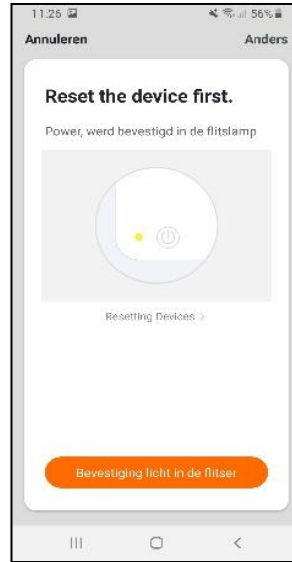 11.26 56%
Annuleren Anders
Reset the device first.
Power, werd bevestigd in de flitslamp
Resetting Devices >
Bevestiging licht in de flitser